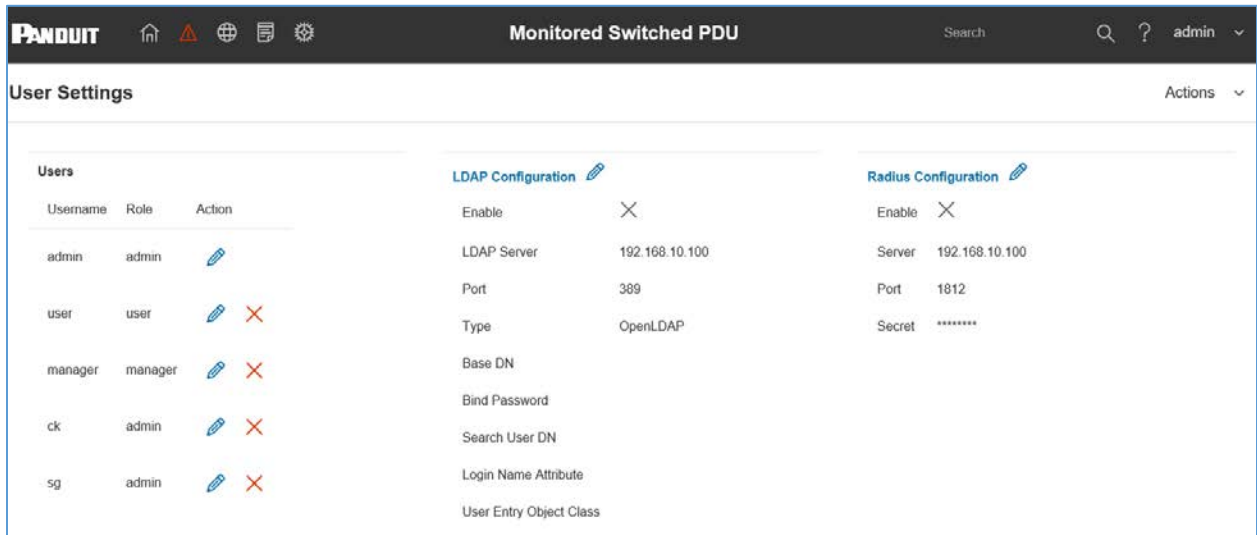 PANDUIT Monitored Switched PDU Search ? admin
User Settings Actions
Users
Username Role Action
admin admin
user user
manager manager
ck admin
sg admin
LDAP Configuration
Enable
LDAP Server 192.168.10.100
Port 389
Type OpenLDAP
Base DN
Bind Password
Search User DN
Login Name Attribute
User Entry Object Class
Radius Configuration
Enable
Server 192.168.10.100
Port 1812
Secret ********